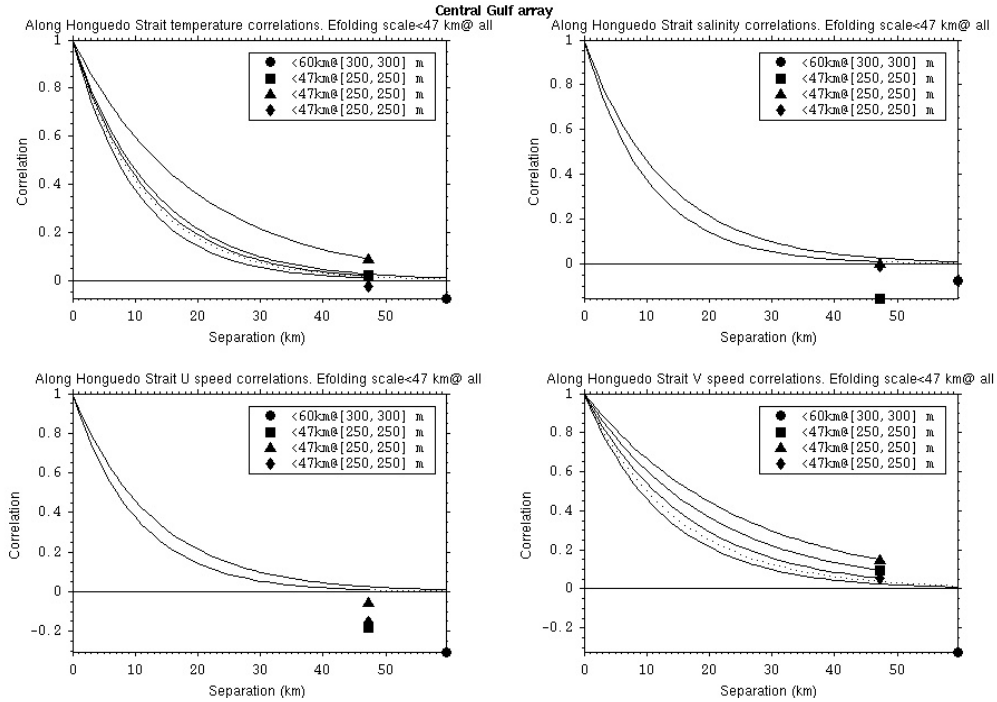 Central Gulf array
Along Honguedo Strait temperature correlations. Efolding scale<47 km@ all
1
0.8
0.6
0.4
0.2
0
Correlation
<60km@[300,300] m
<47km@[250,250] m
<47km@[250,250] m
<47km@[250,250] m
0 10 20 30 40 50
Separation (km)
Along Honguedo Strait salinity correlations. Efolding scale<47 km@ all
1
0.8
0.6
0.4
0.2
0
Correlation
<60km@[300,300] m
<47km@[250,250] m
<47km@[250,250] m
<47km@[250,250] m
0 10 20 30 40 50
Separation (km)
Along Honguedo Strait U speed correlations. Efolding scale<47 km@ all
1
0.8
0.6
0.4
0.2
0
-0.2
Correlation
<60km@[300,300] m
<47km@[250,250] m
<47km@[250,250] m
<47km@[250,250] m
0 10 20 30 40 50
Separation (km)
Along Honguedo Strait V speed correlations. Efolding scale<47 km@ all
1
0.8
0.6
0.4
0.2
0
-0.2
Correlation
<60km@[300,300] m
<47km@[250,250] m
<47km@[250,250] m
<47km@[250,250] m
0 10 20 30 40 50
Separation (km)